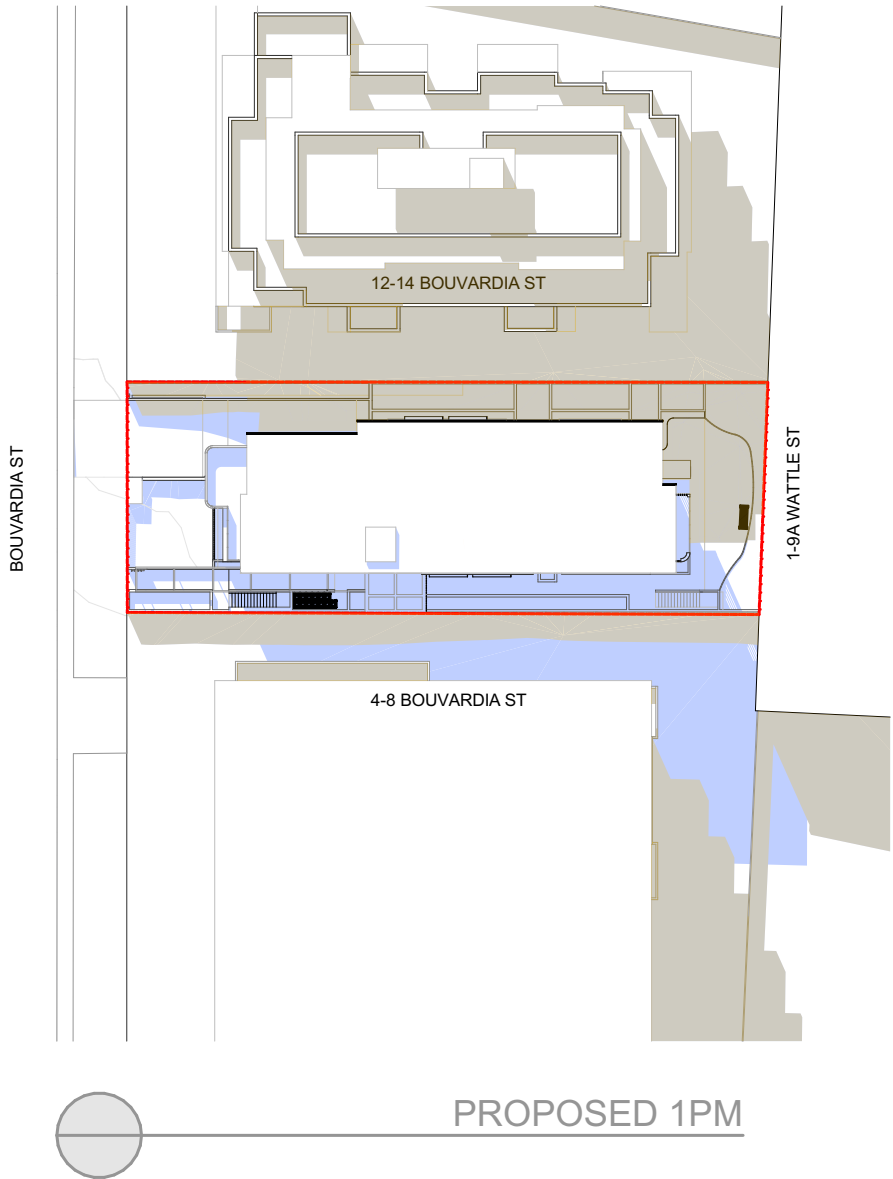 12-14 BOUVARDIA ST
BOUVARDIA ST
1-9A WATTLE ST
4-8 BOUVARDIA ST
PROPOSED 1PM